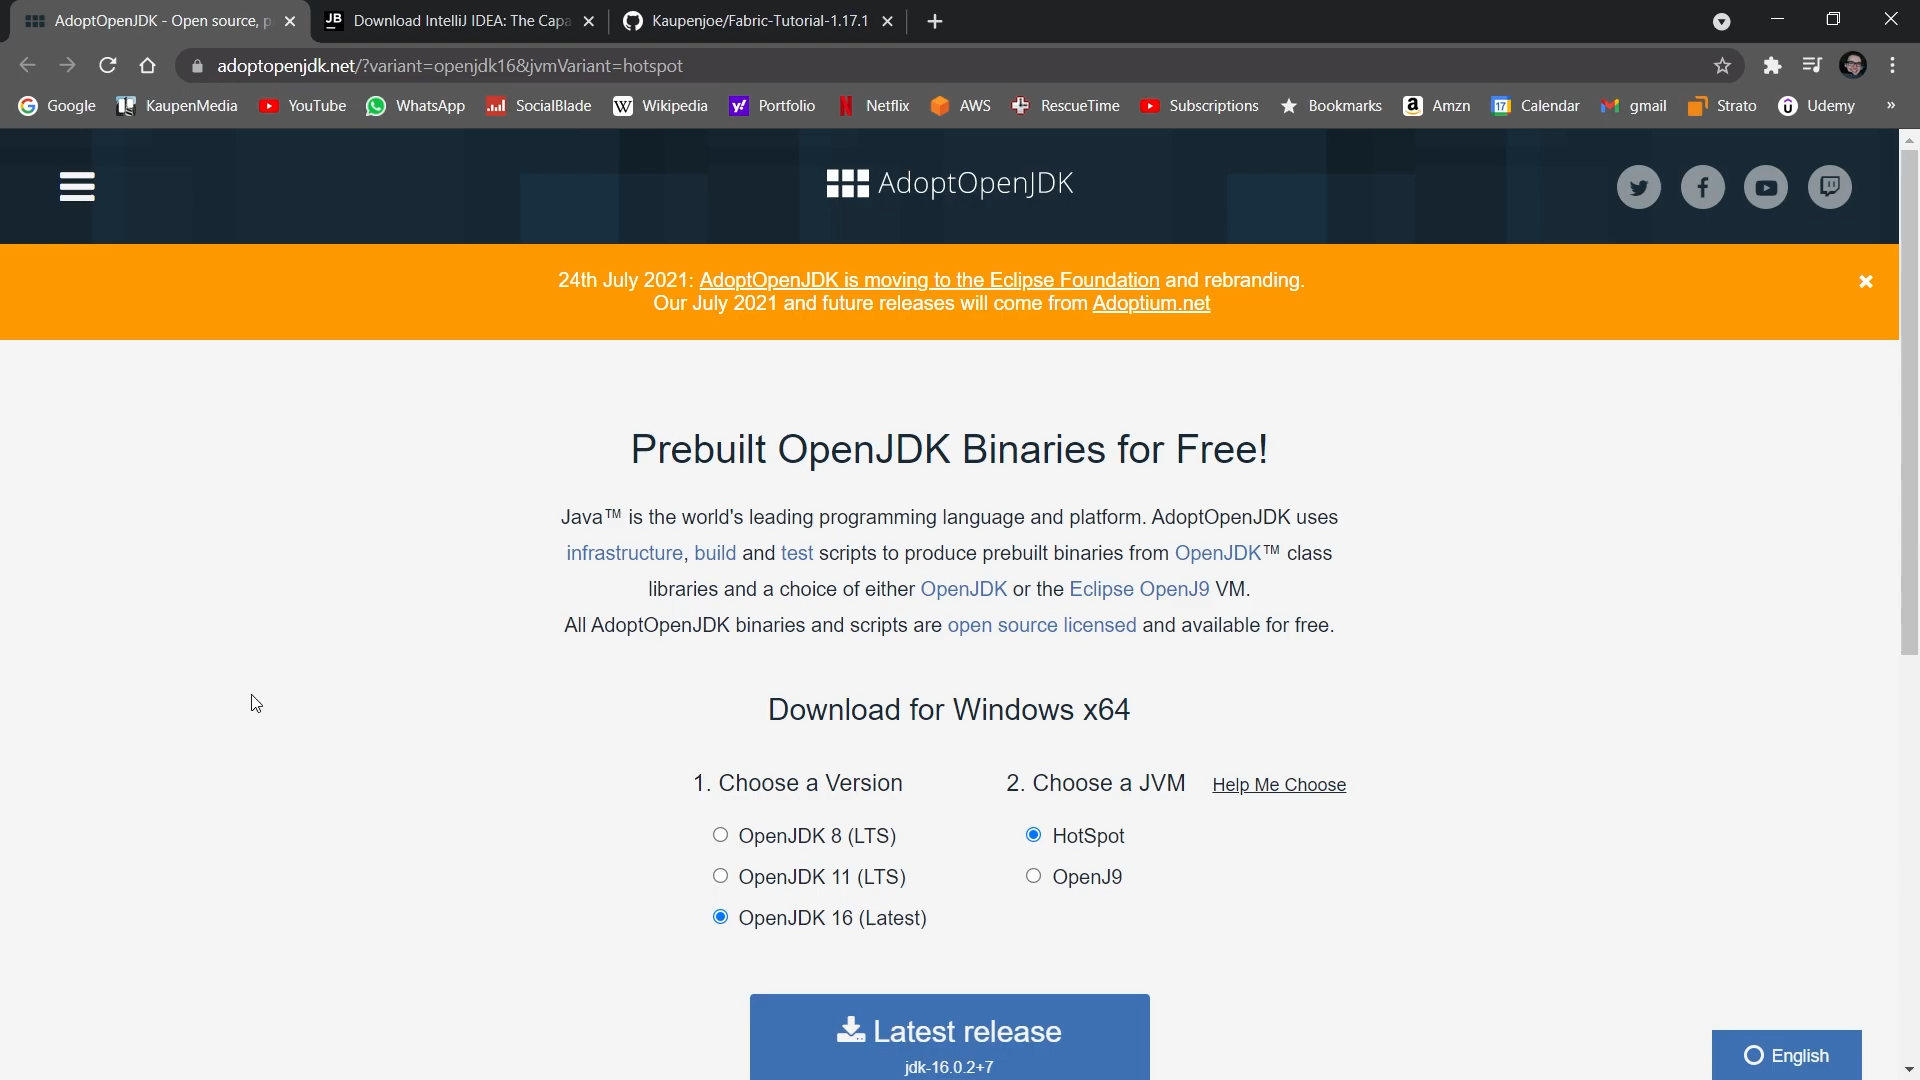 AdoptOpenJDK - Open source, p
JB Download IntelliJ IDEA: The Capa
Kaupenjoe/Fabric-Tutorial-1.17.1
adoptopenjdk.net/?variant=openjdk16&jvmVariant=hotspot
Google KaupenMedia YouTube WhatsApp SocialBlade Wikipedia Portfolio Netflix AWS RescueTime Subscriptions Bookmarks Amzn Calendar gmail Strato Udemy »
AdoptOpenJDK
24th July 2021: AdoptOpenJDK is moving to the Eclipse Foundation and rebranding.
Our July 2021 and future releases will come from Adoptium.net
Prebuilt OpenJDK Binaries for Free!
Java™ is the world's leading programming language and platform. AdoptOpenJDK uses
infrastructure, build and test scripts to produce prebuilt binaries from OpenJDK™ class
libraries and a choice of either OpenJDK or the Eclipse OpenJ9 VM.
All AdoptOpenJDK binaries and scripts are open source licensed and available for free.
Download for Windows x64
1. Choose a Version
2. Choose a JVM Help Me Choose
OpenJDK 8 (LTS)
HotSpot
OpenJDK 11 (LTS)
OpenJ9
OpenJDK 16 (Latest)
Latest release
jdk-16.0.2+7
English